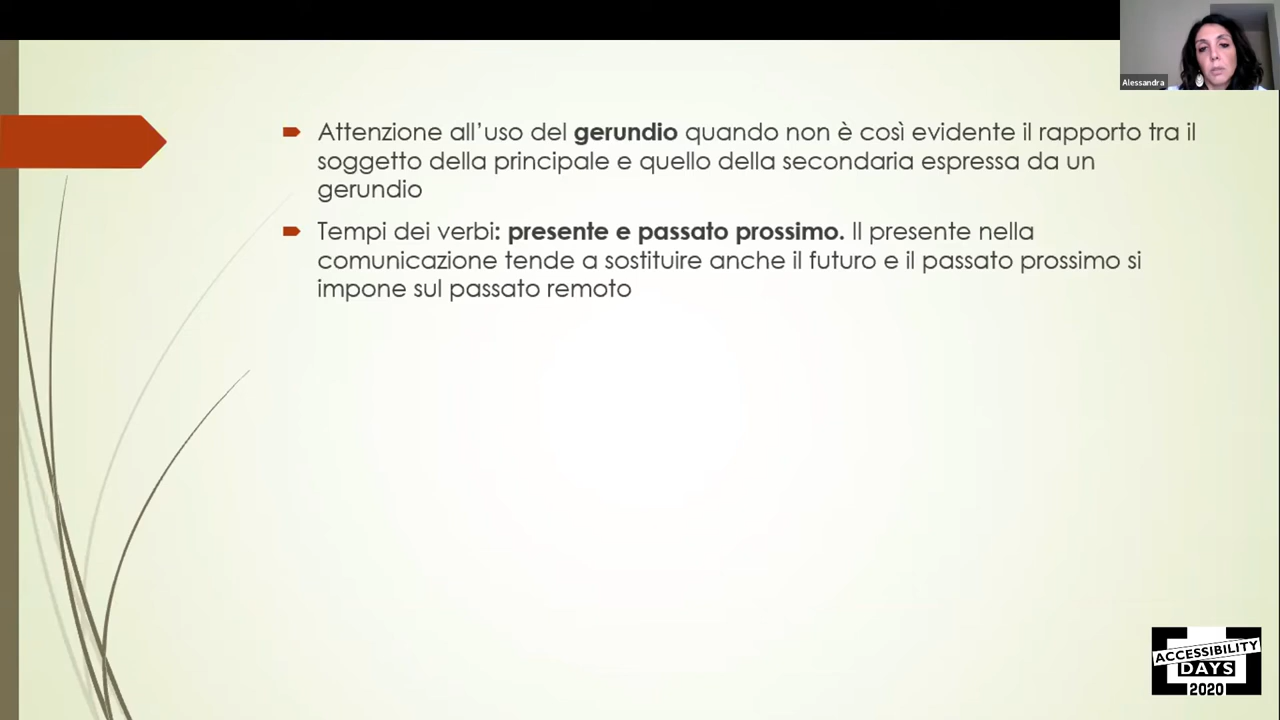 Alessandra
Attenzione all'uso del gerundio quando non è così evidente il rapporto tra il
soggetto della principale e quello della secondaria espressa da un
gerundio
Tempi dei verbi: presente e passato prossimo. Il presente nella
comunicazione tende a sostituire anche il futuro e il passato prossimo si
impone sul passato remoto
ACCESSIBILITY
DAYS
2020